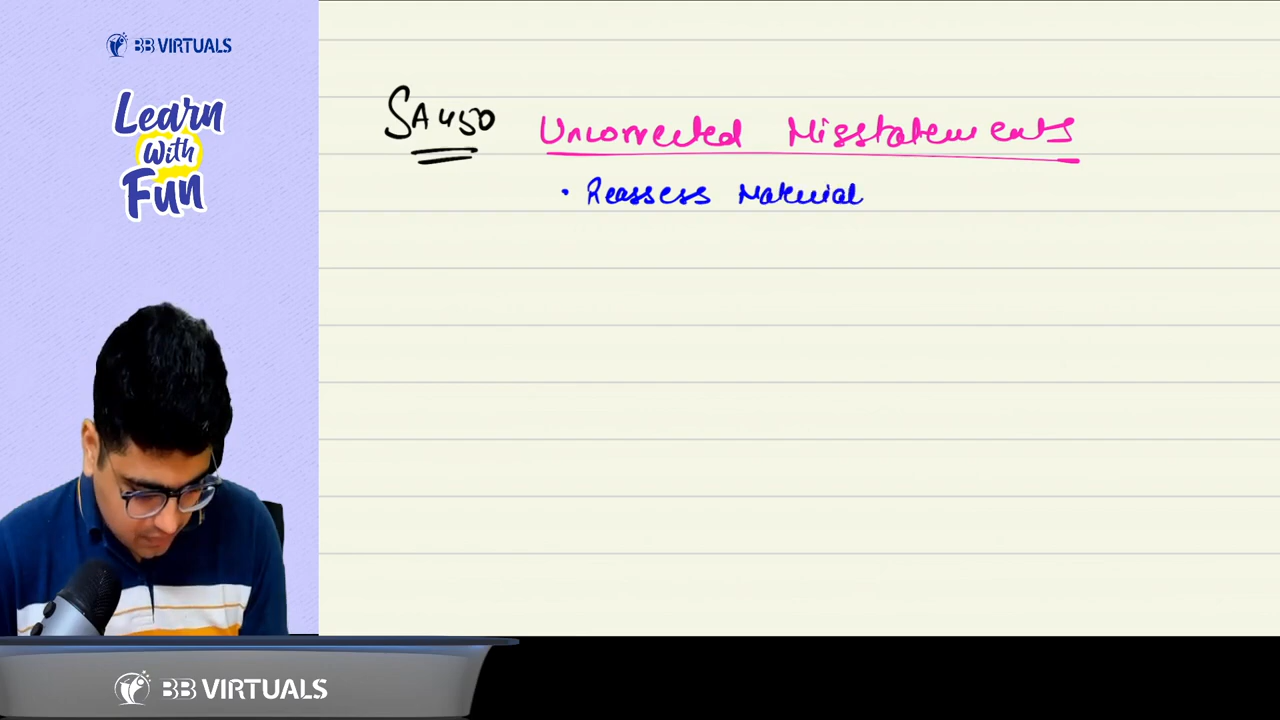 BB VIRTUALS
Learn
With
Fun
SA 450 Uncorrected Misstatements
• Reassess Material
BB VIRTUALS